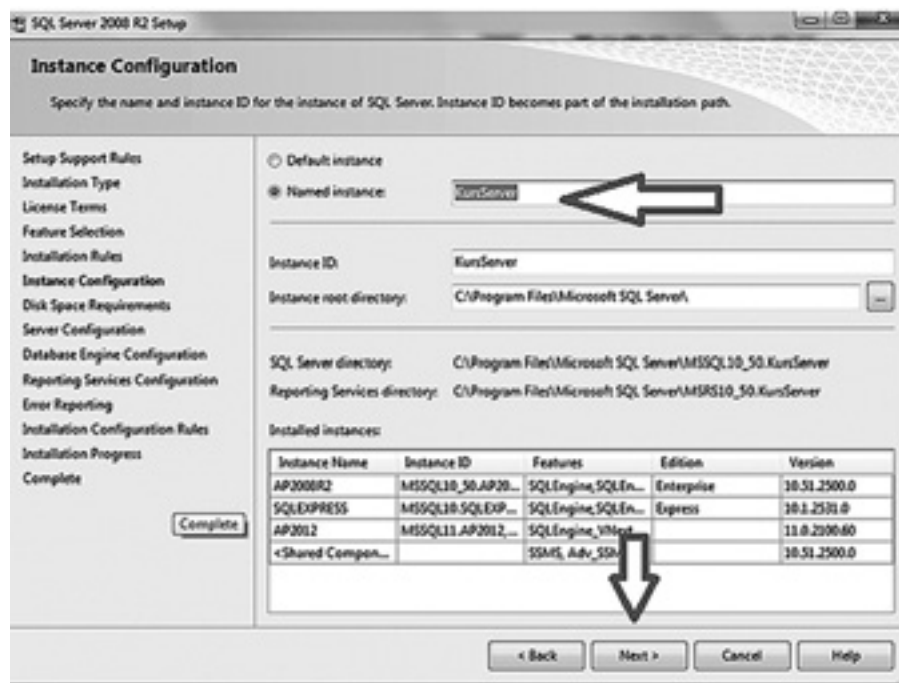 SQL Server 2008 R2 Setup
Instance Configuration
Specify the name and instance ID for the instance of SQL Server. Instance ID becomes part of the installation path.
Setup Support Rules
Installation Type
License Terms
Feature Selection
Installation Rules
Instance Configuration
Disk Space Requirements
Server Configuration
Database Engine Configuration
Reporting Services Configuration
Error Reporting
Installation Configuration Rules
Installation Progress
Complete
Complete
Default instance
Named instance: KursServer
Instance ID: KursServer
Instance root directory: C:\Program Files\Microsoft SQL Server\ ...
SQL Server directory: C:\Program Files\Microsoft SQL Server\MSSQL10_50.KursServer
Reporting Services directory: C:\Program Files\Microsoft SQL Server\MSRS10_50.KursServer
Installed instances:
Instance Name Instance ID Features Edition Version
AP2008R2 MSSQL10_50.AP20... SQLEngine,SQLEn... Enterprise 10.51.2500.0
SQLEXPRESS MSSQL10.SQLEXP... SQLEngine,SQLEn... Express 10.1.2531.0
AP2012 MSSQL11.AP2012,... SQLEngine_VNext 11.0.2100.60
<Shared Compon... SSMS, 10.51.2500.0
< Back Next > Cancel Help